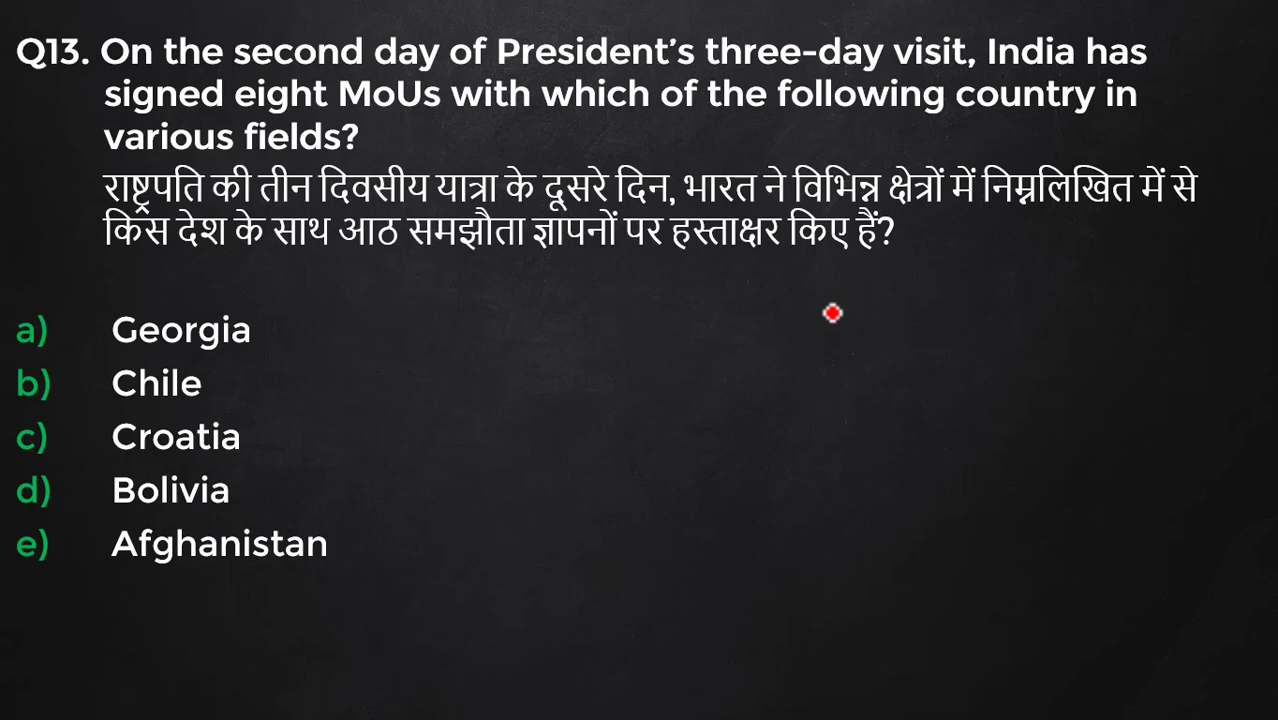 Q13. On the second day of President’s three-day visit, India has
signed eight MoUs with which of the following country in
various fields?
राष्ट्रपति की तीन दिवसीय यात्रा के दूसरे दिन, भारत ने विभिन्न क्षेत्रों में निम्नलिखित में से
किस देश के साथ आठ समझौता ज्ञापनों पर हस्ताक्षर किए हैं?
a) Georgia
b) Chile
c) Croatia
d) Bolivia
e) Afghanistan